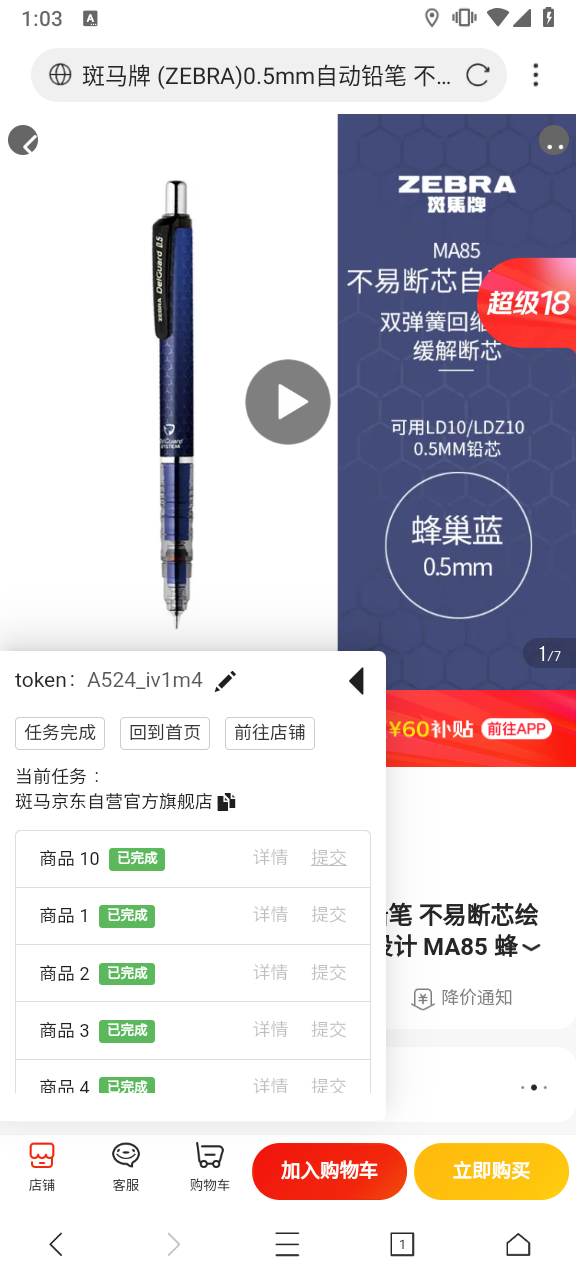 1:03
A
斑马牌 (ZEBRA)0.5mm自动铅笔 不…
ZEBRA
斑馬牌
MA85
不易断芯自
双弹簧回缩
缓解断芯
超级18
可用LD10/LDZ10
0.5MM铅芯
蜂巢蓝
0.5mm
ZEBRA DelGuard 0.5
DelGuard
SYSTEM
1/7
token： A524_iv1m4
¥60补贴 前往APP
任务完成 回到首页 前往店铺
当前任务：
斑马京东自营官方旗舰店
商品 10 已完成 详情 提交
商品 1 已完成 详情 提交
商品 2 已完成 详情 提交
商品 3 已完成 详情 提交
商品 4 已完成 详情 提交
笔 不易断芯绘
设计 MA85 蜂
降价通知
店铺 客服 购物车 加入购物车 立即购买
1